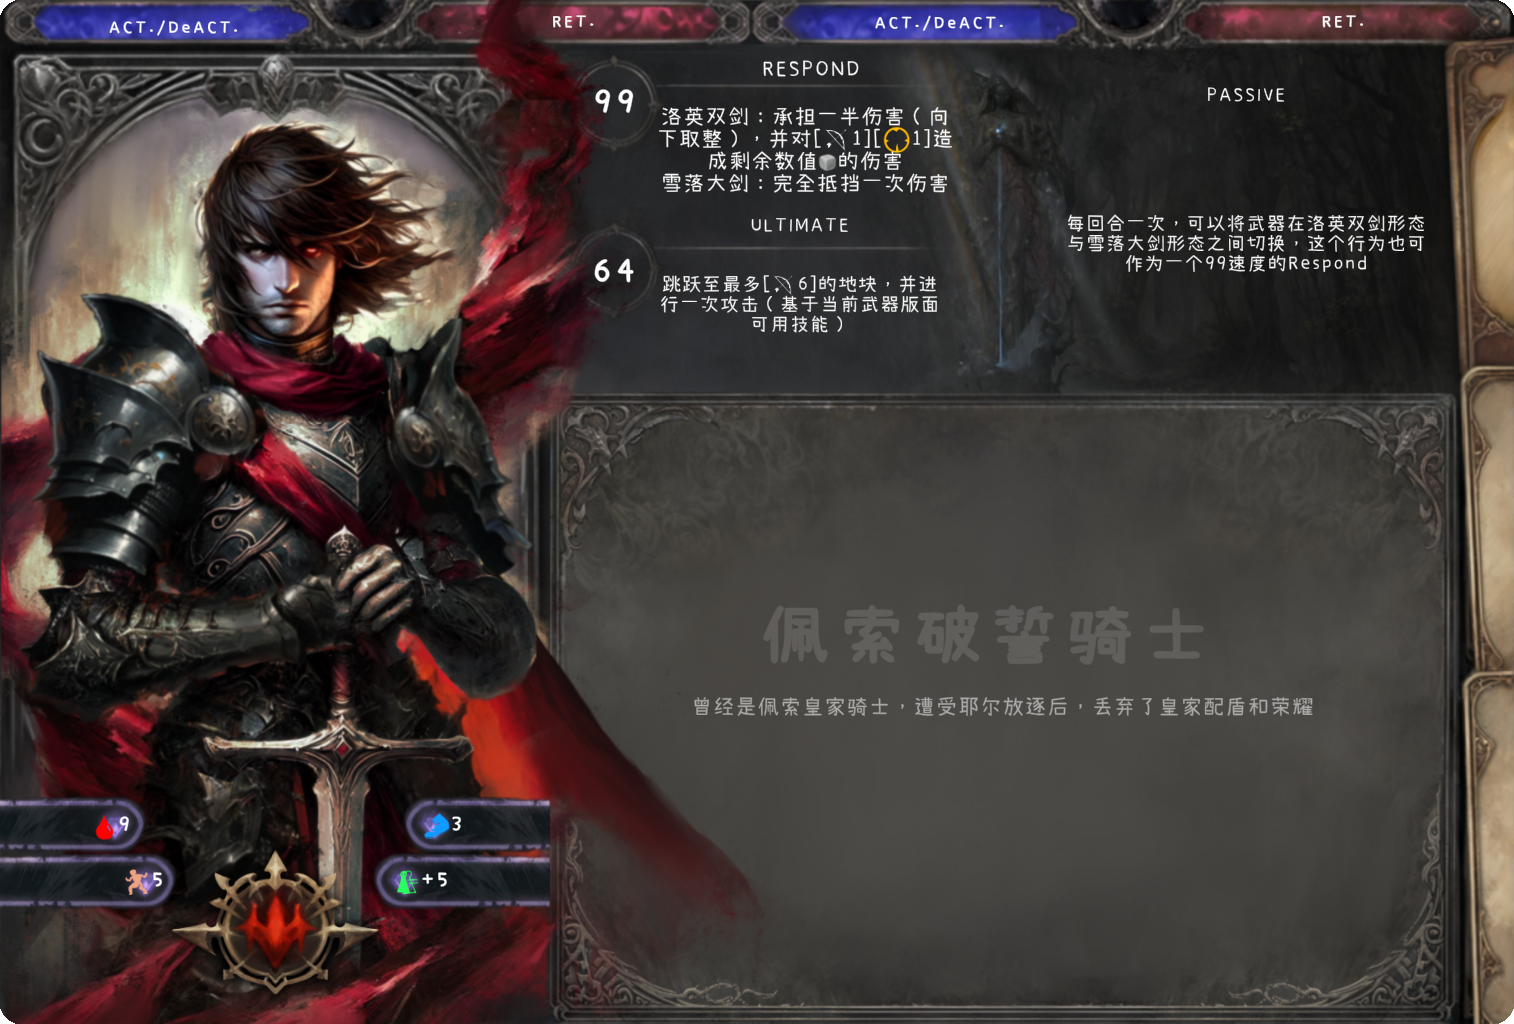 ACT./DeACT.
RET.
ACT./DeACT.
RET.
RESPOND
99
洛英双剑：承担一半伤害（向
下取整），并对[1][1]造
成剩余数值的伤害
雪落大剑：完全抵挡一次伤害
ULTIMATE
64
跳跃至最多[6]的地块，并进
行一次攻击（基于当前武器版面
可用技能）
PASSIVE
每回合一次，可以将武器在洛英双剑形态
与雪落大剑形态之间切换，这个行为也可
作为一个99速度的Respond
佩索破誓骑士
曾经是佩索皇家骑士，遭受耶尔放逐后，丢弃了皇家配盾和荣耀
9
3
5
+5